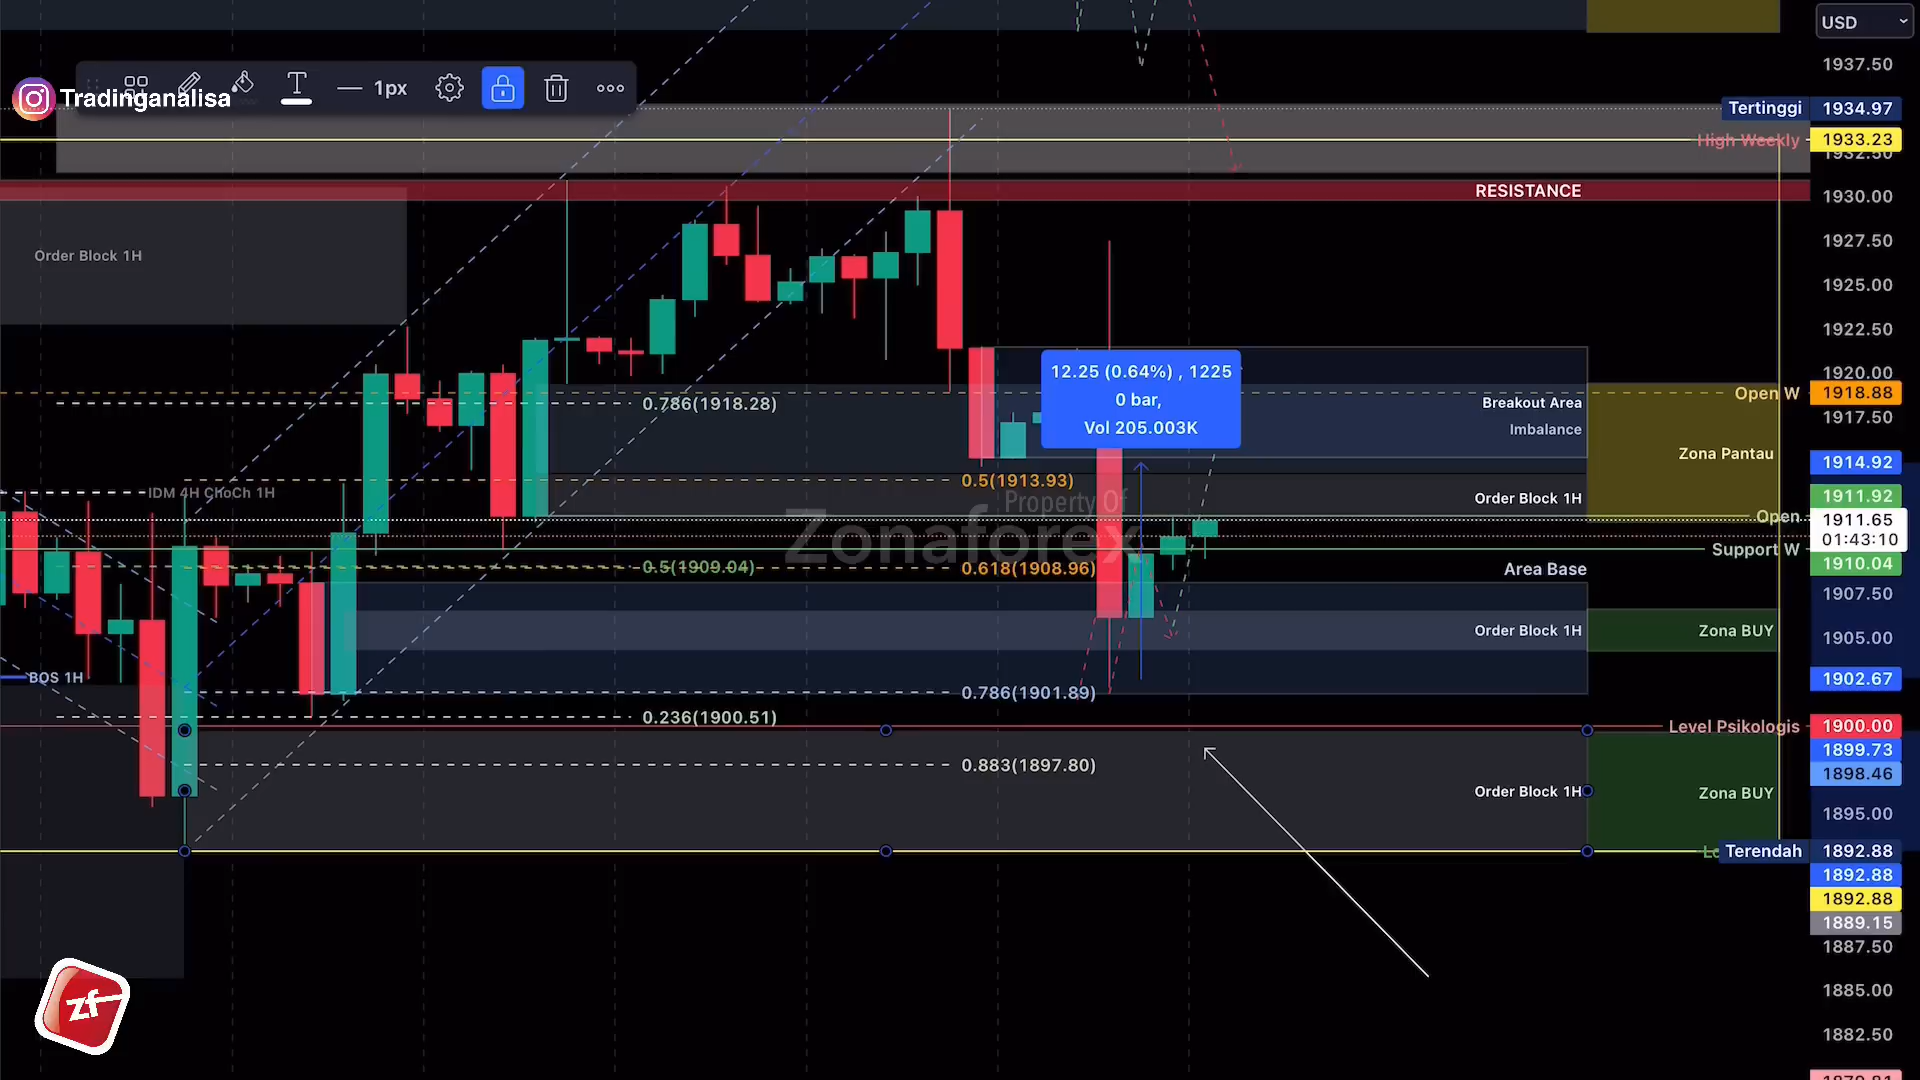 USD
1px
Tradinganalisa
1937.50
Tertinggi 1934.97
High Weekly 1933.23
1932.50
RESISTANCE
1930.00
1927.50
Order Block 1H
1925.00
1922.50
12.25 (0.64%) , 1225
0 bar,
Vol 205.003K
1920.00
Open W 1918.88
0.786(1918.28)
Breakout Area
1917.50
Imbalance
Zona Pantau
1914.92
0.5(1913.93)
IDM 4H ChoCh 1H
Order Block 1H
1911.92
Property Of
Zonaforex
Open
1911.65
01:43:10
Support W
1910.04
0.5(1909.04)
0.618(1908.96)
Area Base
1907.50
Order Block 1H
Zona BUY
1905.00
BOS 1H
1902.67
0.786(1901.89)
0.236(1900.51)
Level Psikologis 1900.00
1899.73
0.883(1897.80)
1898.46
Order Block 1H
Zona BUY
1895.00
Terendah 1892.88
1892.88
1892.88
1889.15
1887.50
1885.00
1882.50
zf